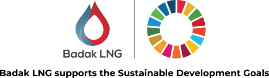 Badak LNG
Badak LNG supports the Sustainable Development Goals